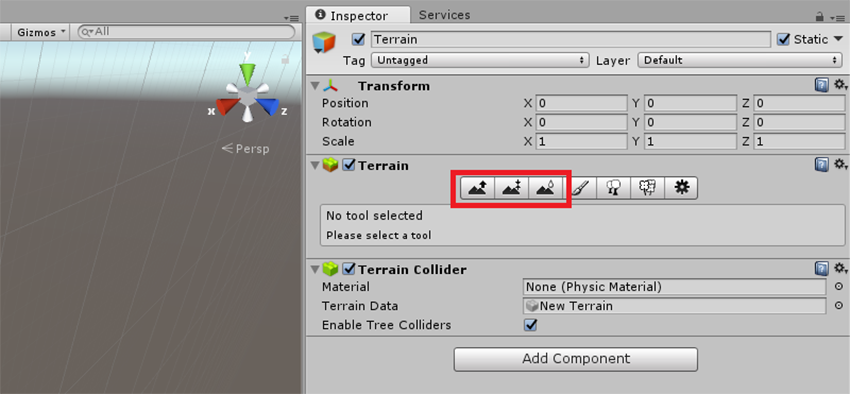 Gizmos All
y
x z
Persp
Inspector Services
Terrain Static
Tag Untagged Layer Default
Transform
Position X 0 Y 0 Z 0
Rotation X 0 Y 0 Z 0
Scale X 1 Y 1 Z 1
Terrain
No tool selected
Please select a tool
Terrain Collider
Material None (Physic Material)
Terrain Data New Terrain
Enable Tree Colliders
Add Component